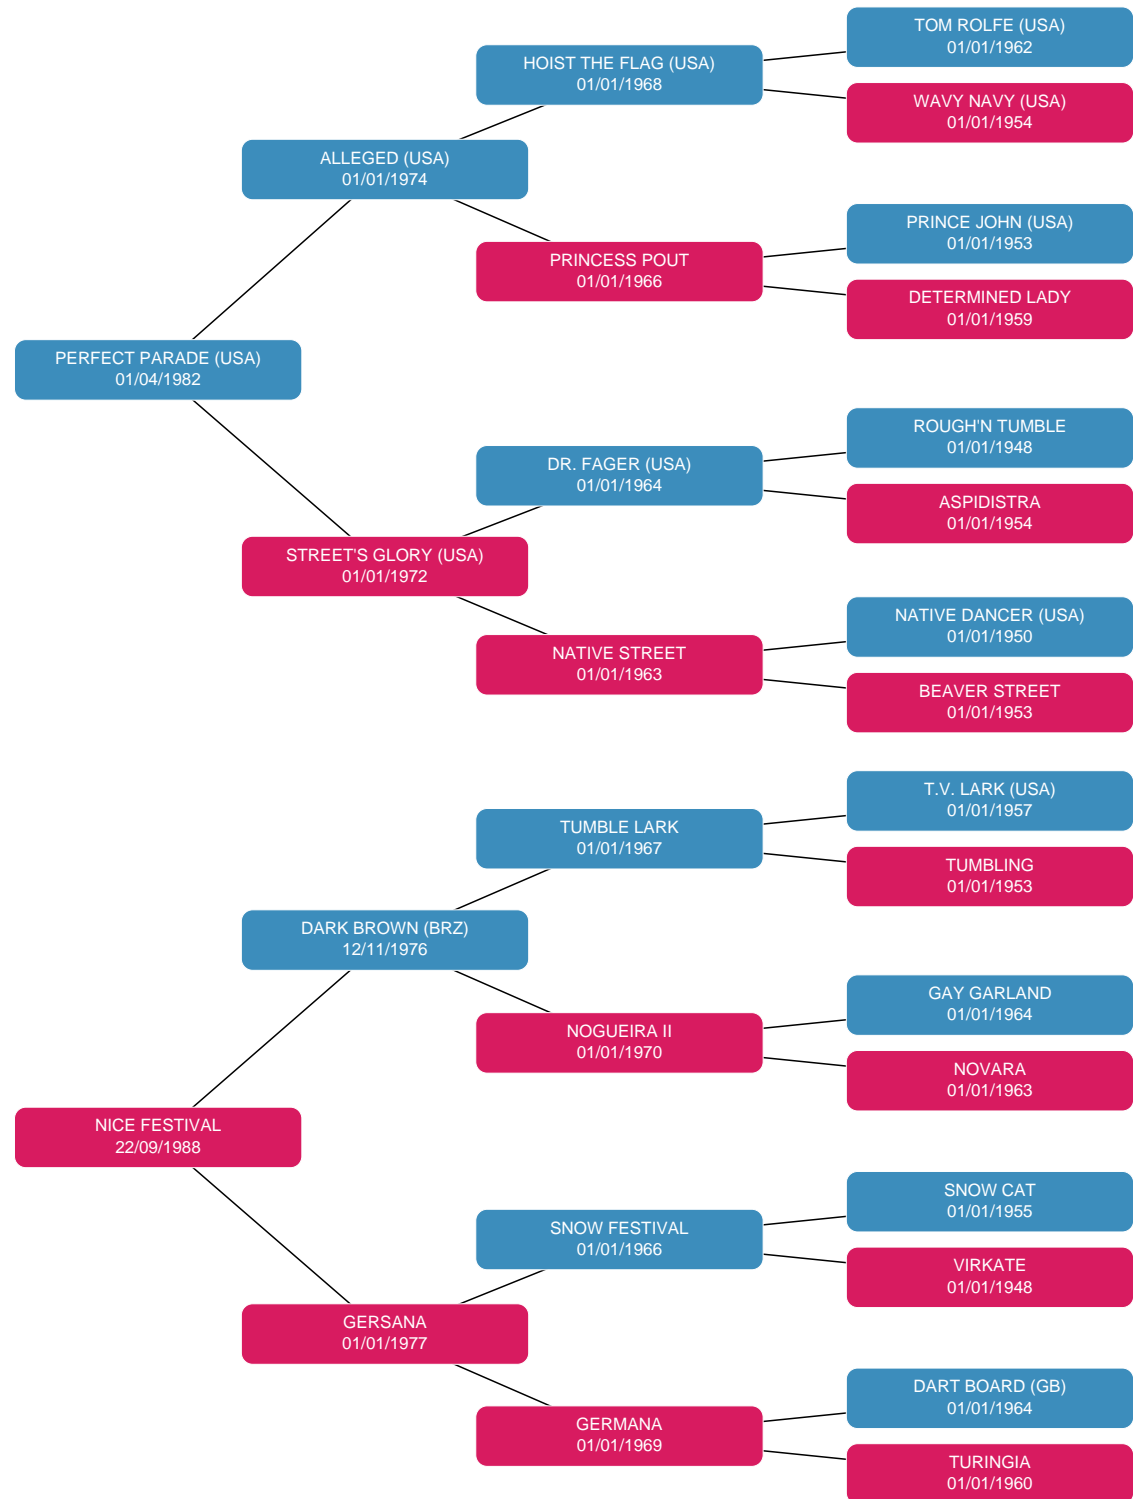 TOM ROLFE (USA)
01/01/1962
HOIST THE FLAG (USA)
01/01/1968
WAVY NAVY (USA)
01/01/1954
ALLEGED (USA)
01/01/1974
PRINCE JOHN (USA)
01/01/1953
PRINCESS POUT
01/01/1966
DETERMINED LADY
01/01/1959
PERFECT PARADE (USA)
01/04/1982
ROUGH'N TUMBLE
01/01/1948
DR. FAGER (USA)
01/01/1964
ASPIDISTRA
01/01/1954
STREET'S GLORY (USA)
01/01/1972
NATIVE DANCER (USA)
01/01/1950
NATIVE STREET
01/01/1963
BEAVER STREET
01/01/1953
T.V. LARK (USA)
01/01/1957
TUMBLE LARK
01/01/1967
TUMBLING
01/01/1953
DARK BROWN (BRZ)
12/11/1976
GAY GARLAND
01/01/1964
NOGUEIRA II
01/01/1970
NOVARA
01/01/1963
NICE FESTIVAL
22/09/1988
SNOW CAT
01/01/1955
SNOW FESTIVAL
01/01/1966
VIRKATE
01/01/1948
GERSANA
01/01/1977
DART BOARD (GB)
01/01/1964
GERMANA
01/01/1969
TURINGIA
01/01/1960